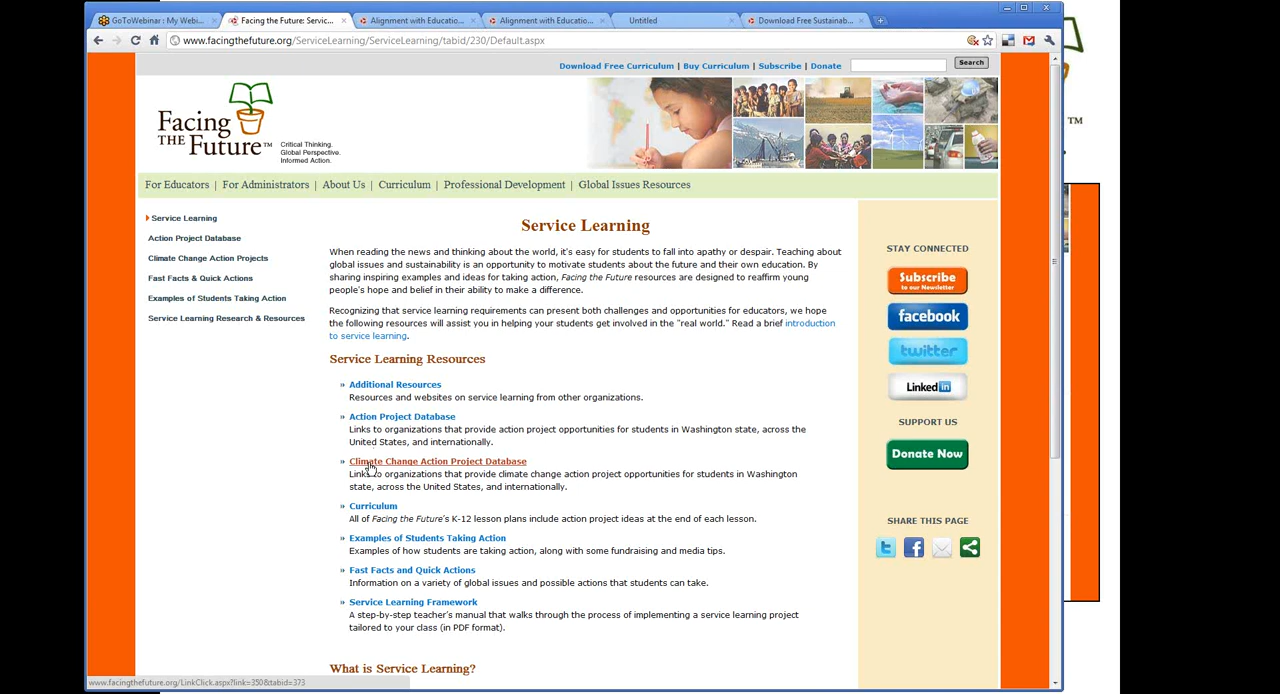 GoToWebinar : My Webi...
Facing the Future: Servic...
Alignment with Educatio...
Alignment with Educatio...
Untitled
Download Free Sustainab...
www.facingthefuture.org/ServiceLearning/ServiceLearning/tabid/230/Default.aspx
Download Free Curriculum | Buy Curriculum | Subscribe | Donate
Search
Facing THE Future™
Critical Thinking.
Global Perspective.
Informed Action.
TM
For Educators | For Administrators | About Us | Curriculum | Professional Development | Global Issues Resources
Service Learning
Action Project Database
Climate Change Action Projects
Fast Facts & Quick Actions
Examples of Students Taking Action
Service Learning Research & Resources
Service Learning
When reading the news and thinking about the world, it's easy for students to fall into apathy or despair. Teaching about
global issues and sustainability is an opportunity to motivate students about the future and their own education. By
sharing inspiring examples and ideas for taking action, Facing the Future resources are designed to reaffirm young
people's hope and belief in their ability to make a difference.
Recognizing that service learning requirements can present both challenges and opportunities for educators, we hope
the following resources will assist you in helping your students get involved in the "real world." Read a brief introduction
to service learning.
Service Learning Resources
» Additional Resources
Resources and websites on service learning from other organizations.
» Action Project Database
Links to organizations that provide action project opportunities for students in Washington state, across the
United States, and internationally.
» Climate Change Action Project Database
Links to organizations that provide climate change action project opportunities for students in Washington
state, across the United States, and internationally.
» Curriculum
All of Facing the Future's K-12 lesson plans include action project ideas at the end of each lesson.
» Examples of Students Taking Action
Examples of how students are taking action, along with some fundraising and media tips.
» Fast Facts and Quick Actions
Information on a variety of global issues and possible actions that students can take.
» Service Learning Framework
A step-by-step teacher's manual that walks through the process of implementing a service learning project
tailored to your class (in PDF format).
What is Service Learning?
STAY CONNECTED
Subscribe
to our Newsletter
facebook
twitter
Linked in
SUPPORT US
Donate Now
SHARE THIS PAGE
www.facingthefuture.org/LinkClick.aspx?link=350&tabid=373